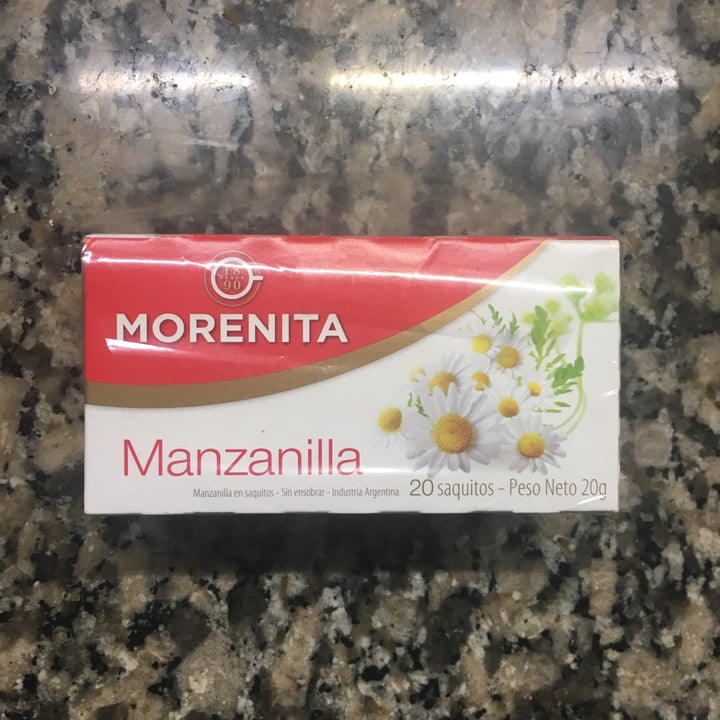 18
90
MORENITA
Manzanilla
Manzanilla en saquitos - Sin ensobrar - Industria Argentina.
20 saquitos - Peso Neto 20g